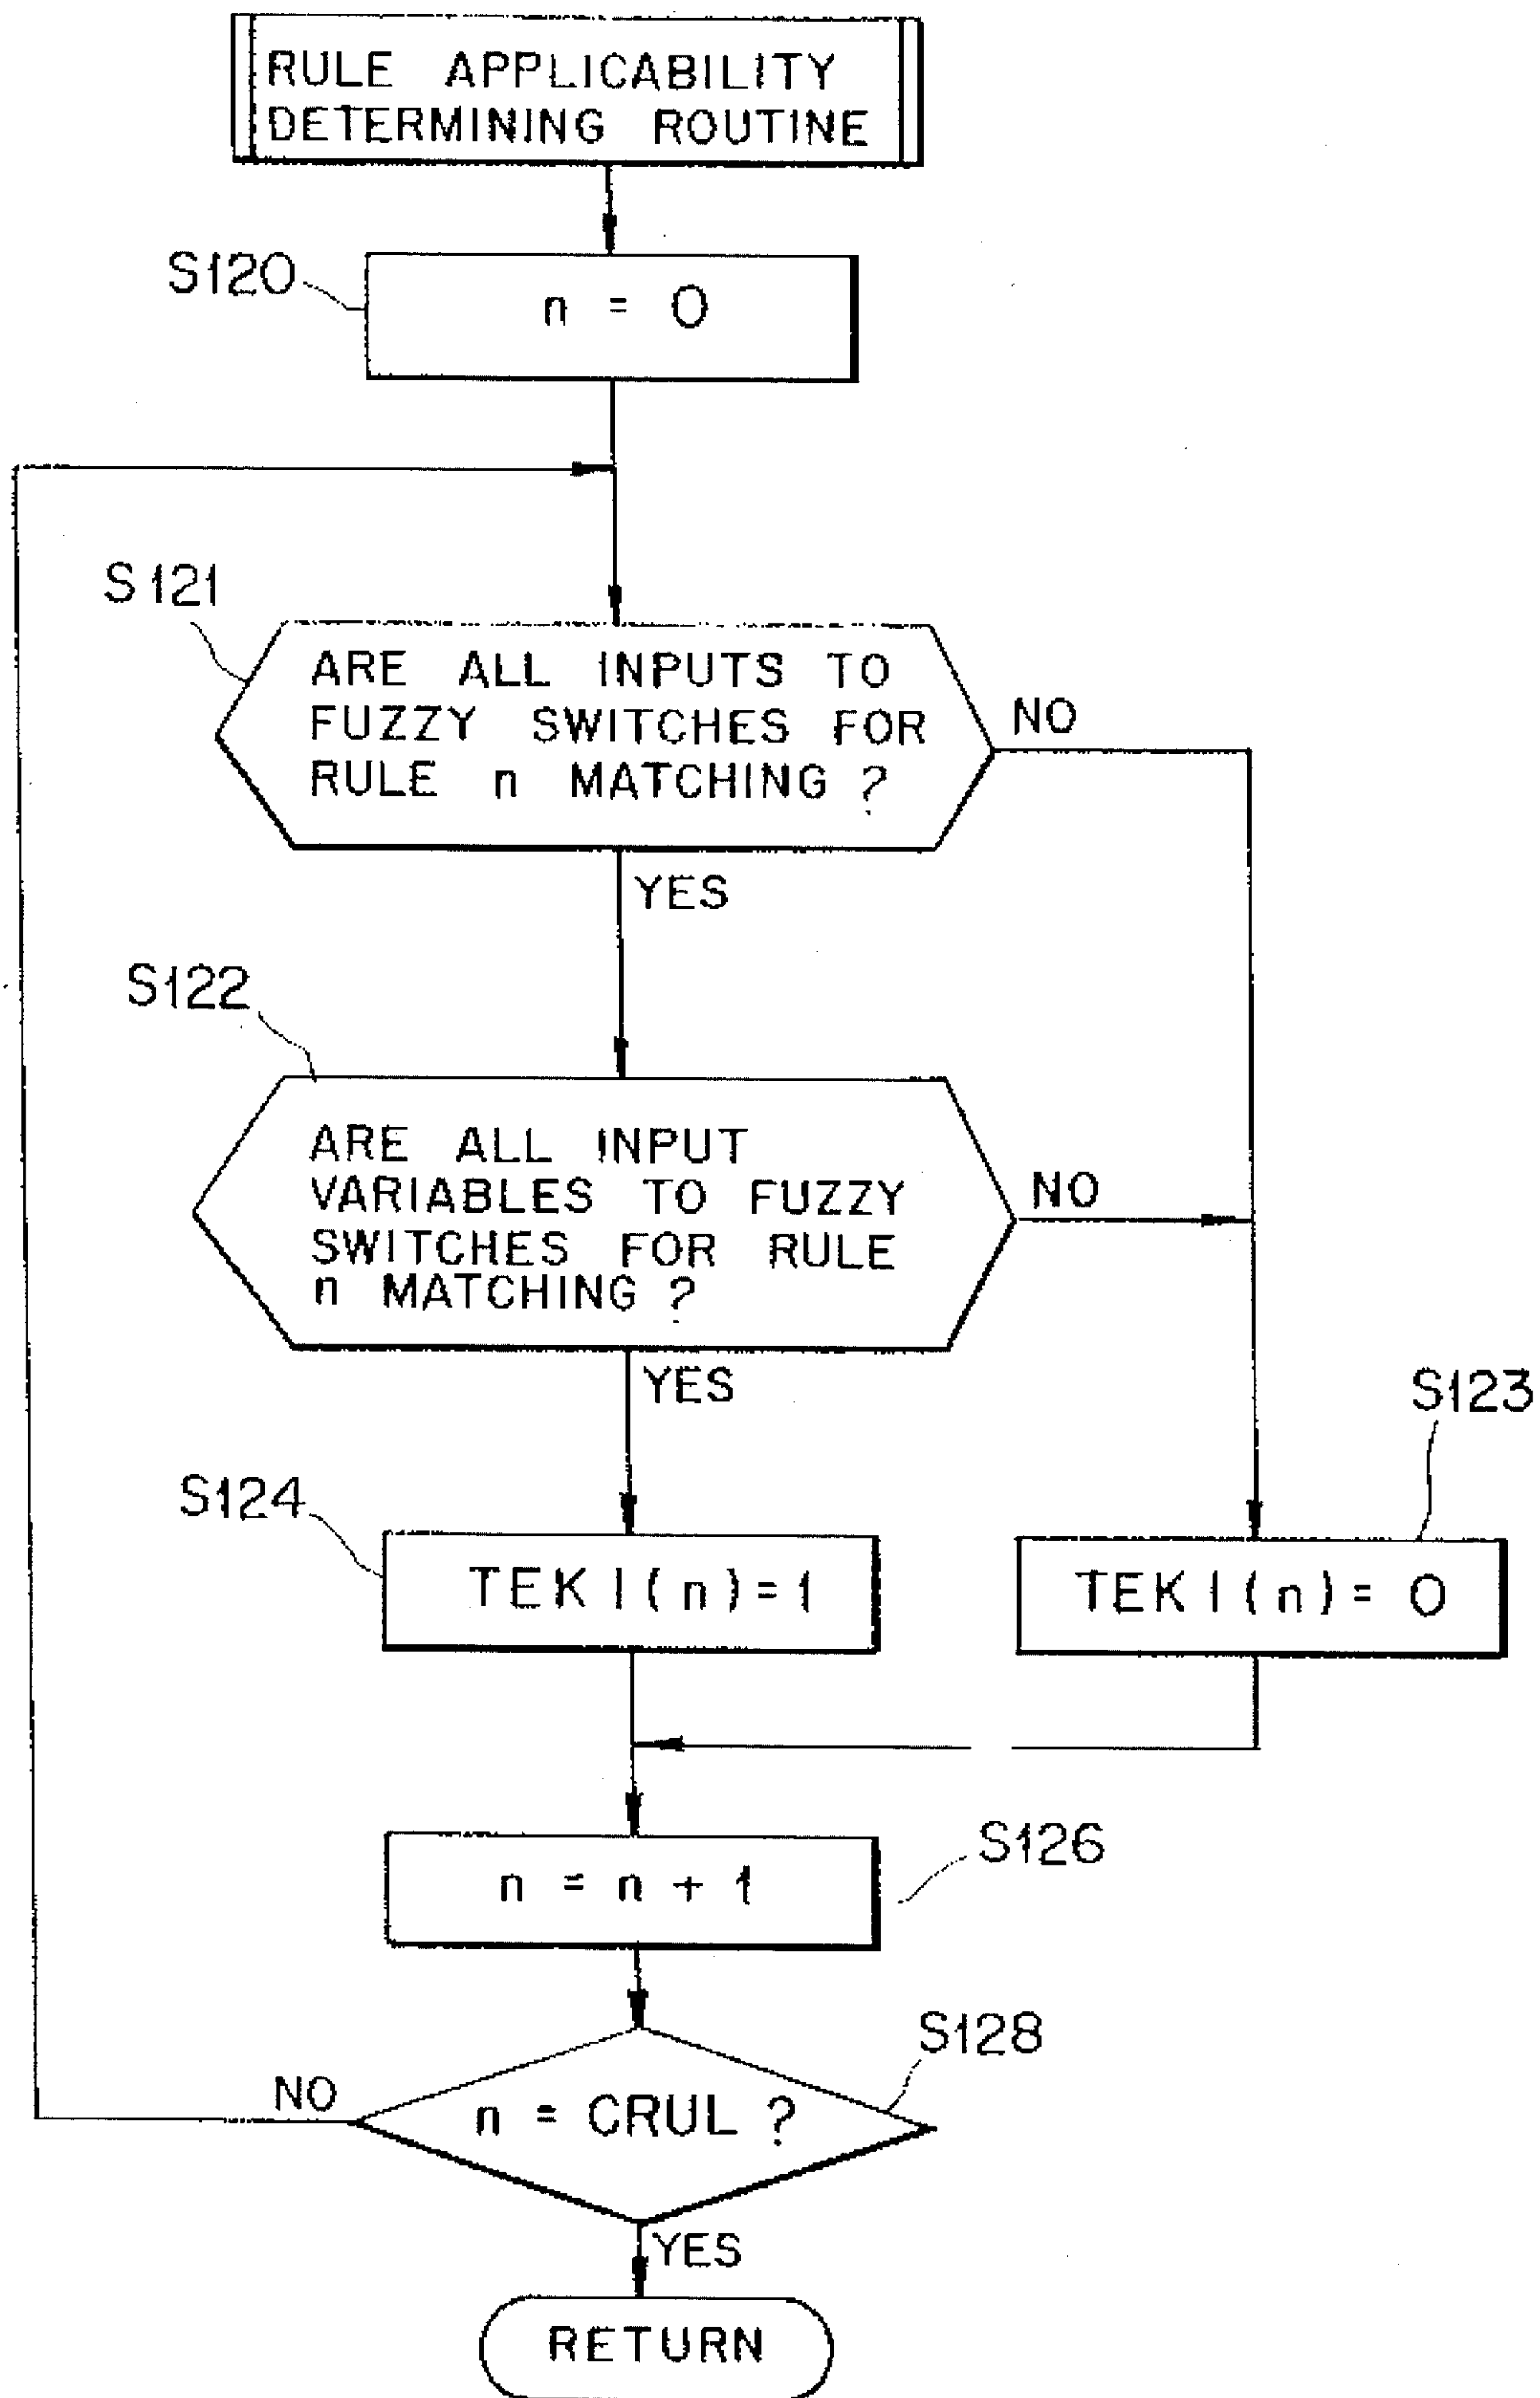 RULE APPLICABILITY
DETERMINING ROUTINE
S120
n = 0
S121
ARE ALL INPUTS TO
FUZZY SWITCHES FOR
RULE n MATCHING ?
NO
YES
S122
ARE ALL INPUT
VARIABLES TO FUZZY
SWITCHES FOR RULE
n MATCHING ?
NO
YES
S123
S124
TEKI(n)=1
TEKI(n)= 0
n = n + 1
S126
S128
n = CRUL ?
NO
YES
RETURN